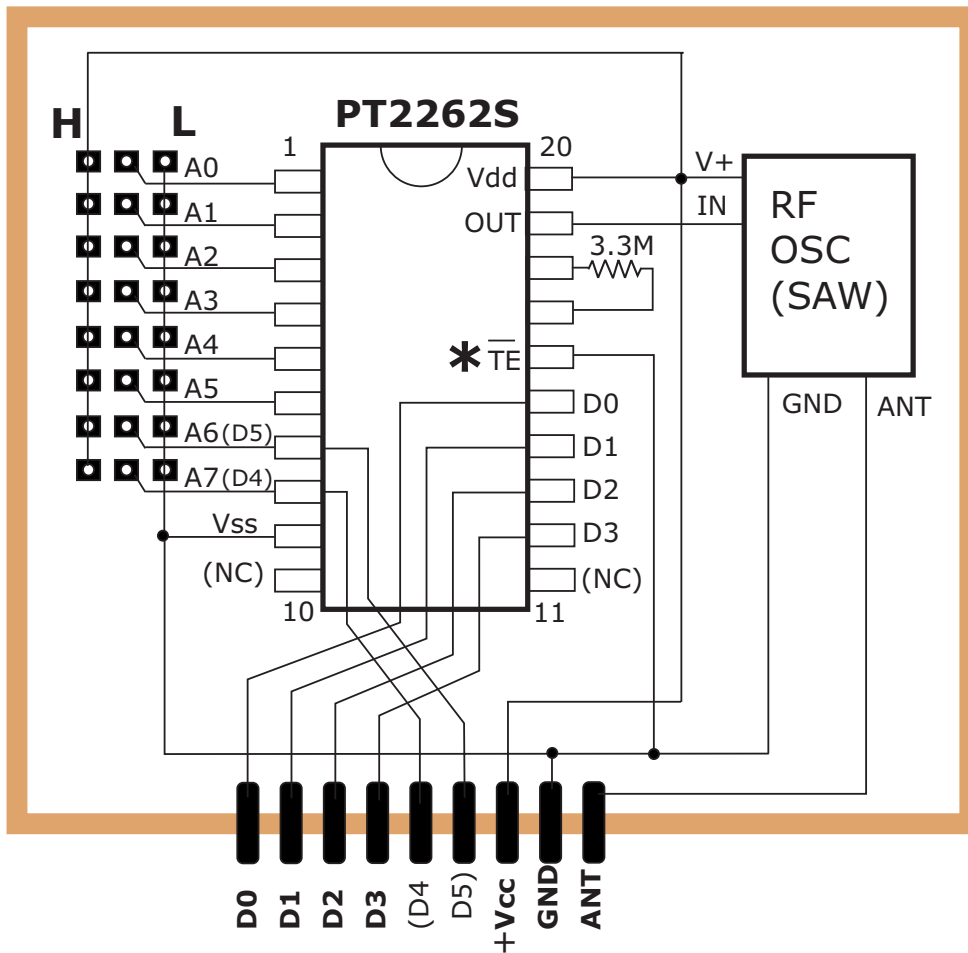 PT2262S
H
L
1
20
A0
Vdd
V+
A1
OUT
IN
RF
OSC
(SAW)
A2
3.3M
A3
A4
* TE
A5
D0
GND
ANT
A6(D5)
D1
A7(D4)
D2
Vss
D3
(NC)
(NC)
10
11
D0
D1
D2
D3
(D4
D5)
+Vcc
GND
ANT